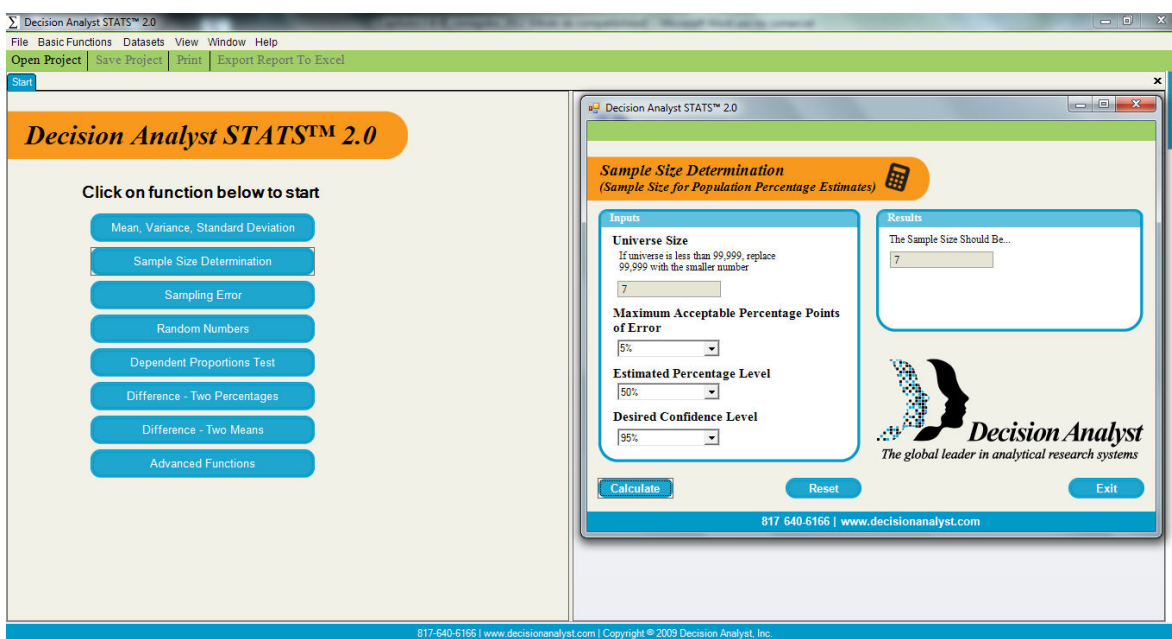 Decision Analyst STATS™ 2.0
File Basic Functions Datasets View Window Help
Open Project Save Project Print Export Report To Excel
Start
Decision Analyst STATS™ 2.0
Click on function below to start
Mean, Variance, Standard Deviation
Sample Size Determination
Sampling Error
Random Numbers
Dependent Proportions Test
Difference - Two Percentages
Difference - Two Means
Advanced Functions
Decision Analyst STATS™ 2.0
Sample Size Determination
(Sample Size for Population Percentage Estimates)
Inputs
Universe Size
If universe is less than 99,999, replace
99,999 with the smaller number
7
Maximum Acceptable Percentage Points
of Error
5%
Estimated Percentage Level
50%
Desired Confidence Level
95%
Results
The Sample Size Should Be...
7
Decision Analyst
The global leader in analytical research systems
Calculate Reset Exit
817 640-6166 | www.decisionanalyst.com
817-640-6166 | www.decisionanalyst.com | Copyright © 2009 Decision Analyst, Inc.